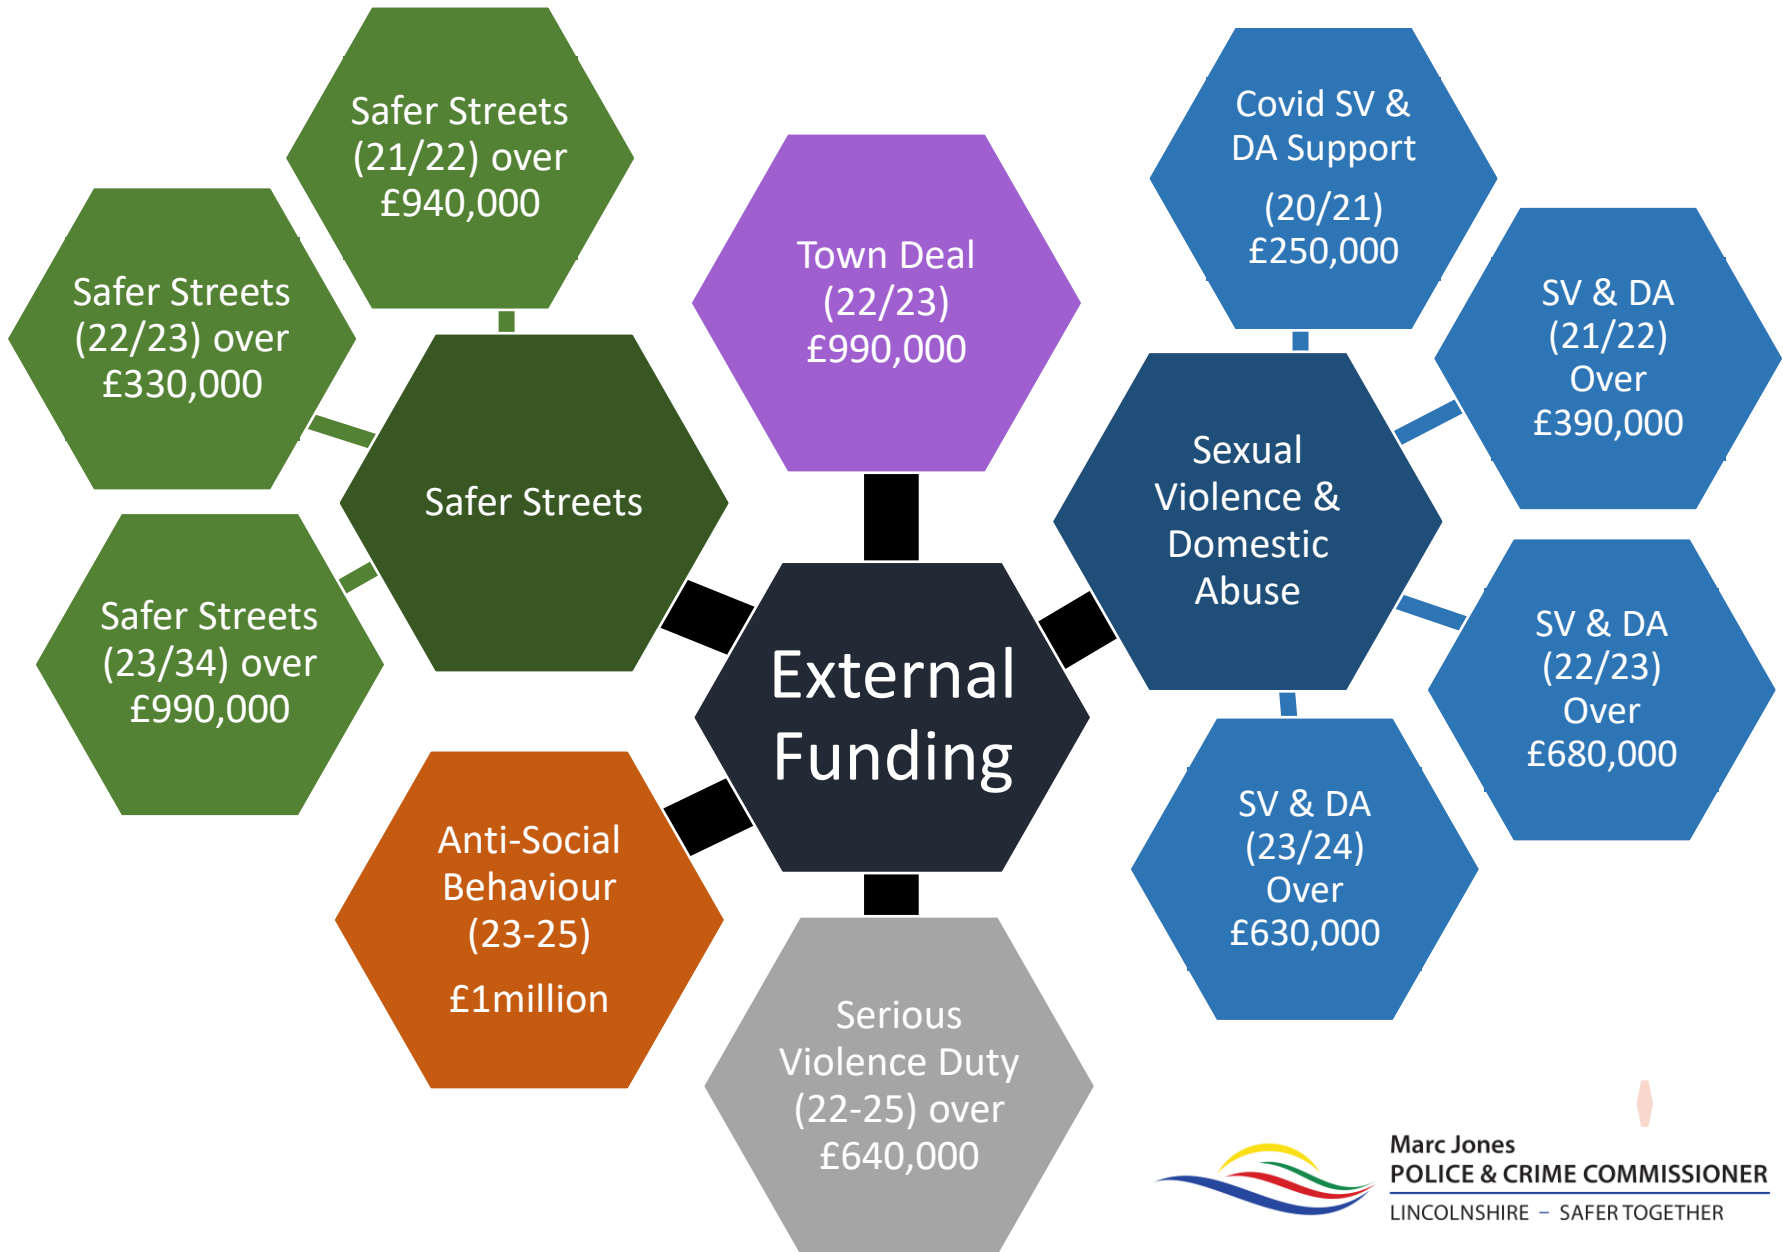 Safer Streets
(21/22) over
£940,000
Safer Streets
(22/23) over
£330,000
Safer Streets
(23/34) over
£990,000
Safer Streets
Town Deal
(22/23)
£990,000
Covid SV &
DA Support
(20/21)
£250,000
SV & DA
(21/22)
Over
£390,000
Sexual
Violence &
Domestic
Abuse
SV & DA
(22/23)
Over
£680,000
SV & DA
(23/24)
Over
£630,000
External
Funding
Anti-Social
Behaviour
(23-25)
£1million
Serious
Violence Duty
(22-25) over
£640,000
Marc Jones
POLICE & CRIME COMMISSIONER
LINCOLNSHIRE – SAFER TOGETHER